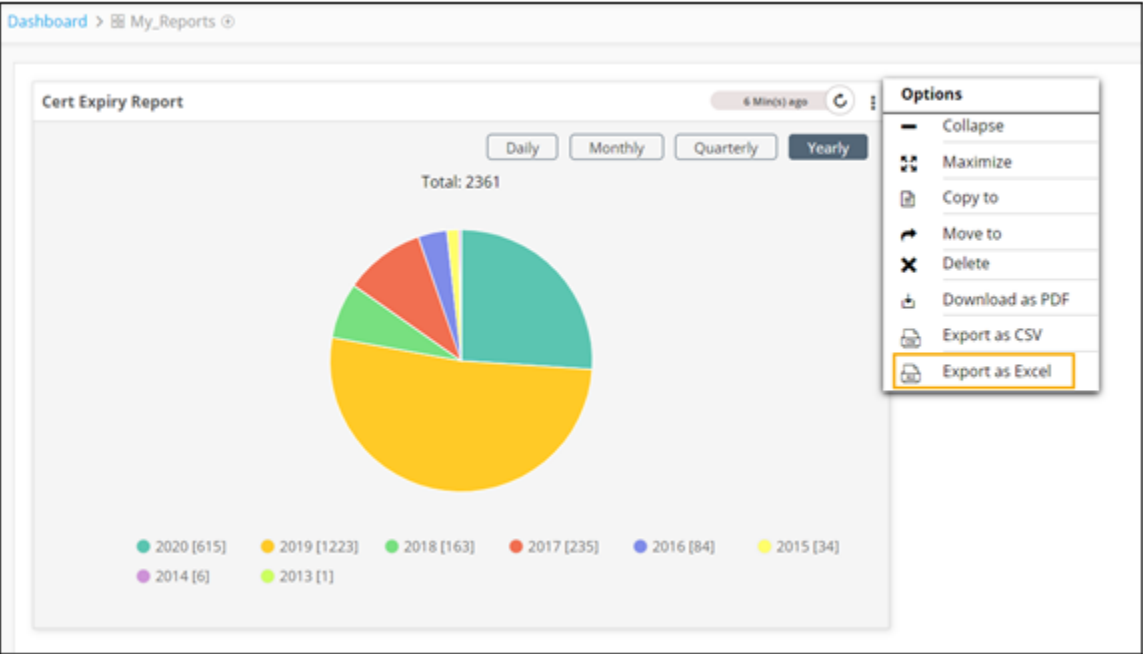 Dashboard > My_Reports
Cert Expiry Report
6 Min(s) ago
Daily Monthly Quarterly Yearly
Total: 2361
2020 [615] 2019 [1223] 2018 [163] 2017 [235] 2016 [84] 2015 [34]
2014 [6] 2013 [1]
Options
Collapse
Maximize
Copy to
Move to
Delete
Download as PDF
Export as CSV
Export as Excel